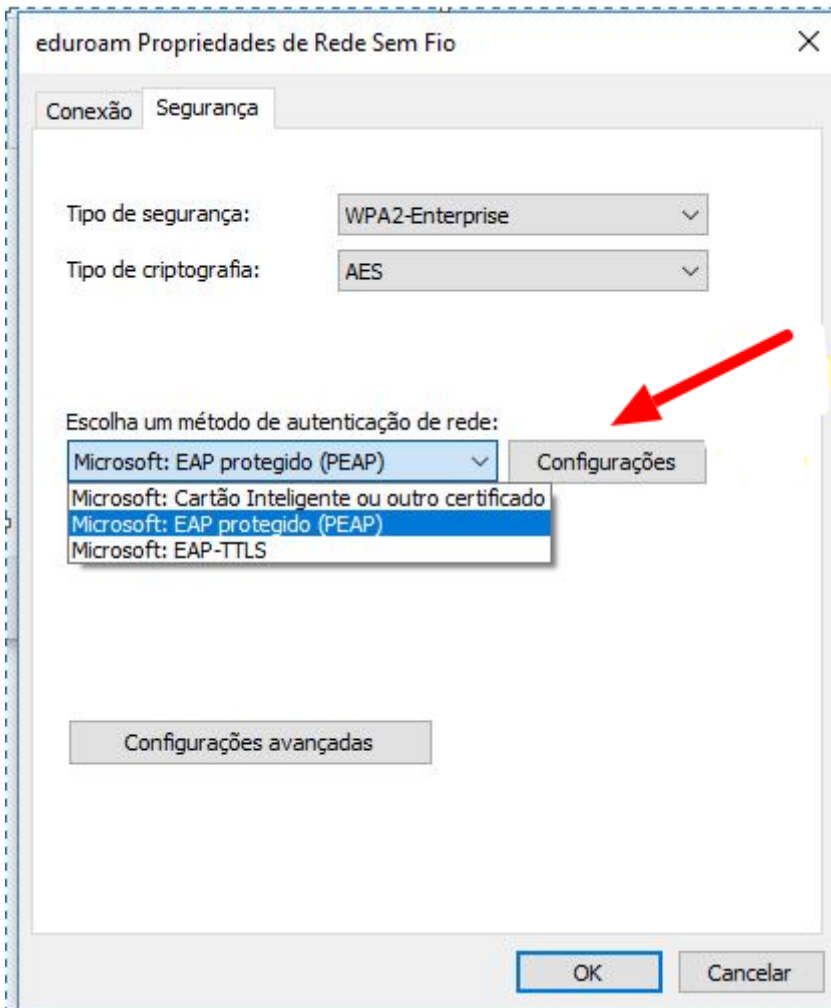 eduroam Propriedades de Rede Sem Fio
Conexão
Segurança
Tipo de segurança:
WPA2-Enterprise
Tipo de criptografia:
AES
Escolha um método de autenticação de rede:
Microsoft: EAP protegido (PEAP)
Configurações
Microsoft: Cartão Inteligente ou outro certificado
Microsoft: EAP protegido (PEAP)
Microsoft: EAP-TTLS
Configurações avançadas
OK
Cancelar